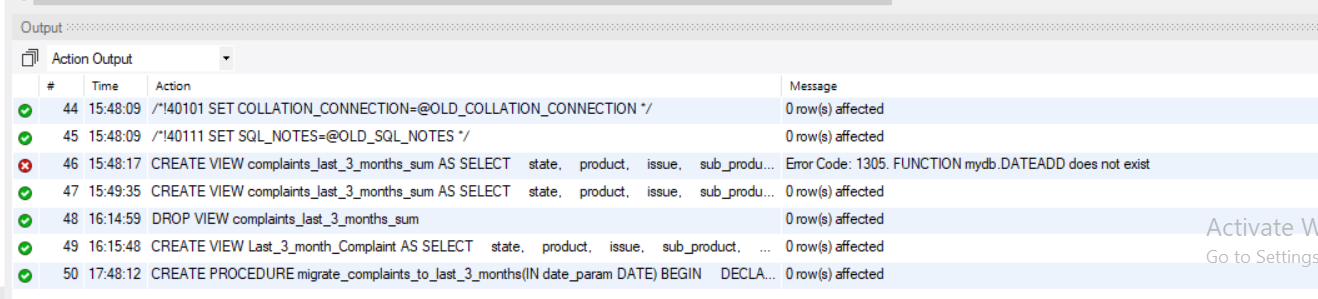 Output
Action Output
# Time Action Message
44 15:48:09 /*!40101 SET COLLATION_CONNECTION=@OLD_COLLATION_CONNECTION */ 0 row(s) affected
45 15:48:09 /*!40111 SET SQL_NOTES=@OLD_SQL_NOTES */ 0 row(s) affected
46 15:48:17 CREATE VIEW complaints_last_3_months_sum AS SELECT state, product, issue, sub_produ... Error Code: 1305. FUNCTION mydb.DATEADD does not exist
47 15:49:35 CREATE VIEW complaints_last_3_months_sum AS SELECT state, product, issue, sub_produ... 0 row(s) affected
48 16:14:59 DROP VIEW complaints_last_3_months_sum 0 row(s) affected
49 16:15:48 CREATE VIEW Last_3_month_Complaint AS SELECT state, product, issue, sub_product, ... 0 row(s) affected
50 17:48:12 CREATE PROCEDURE migrate_complaints_to_last_3_months(IN date_param DATE) BEGIN DECLA... 0 row(s) affected
Activate W
Go to Settings